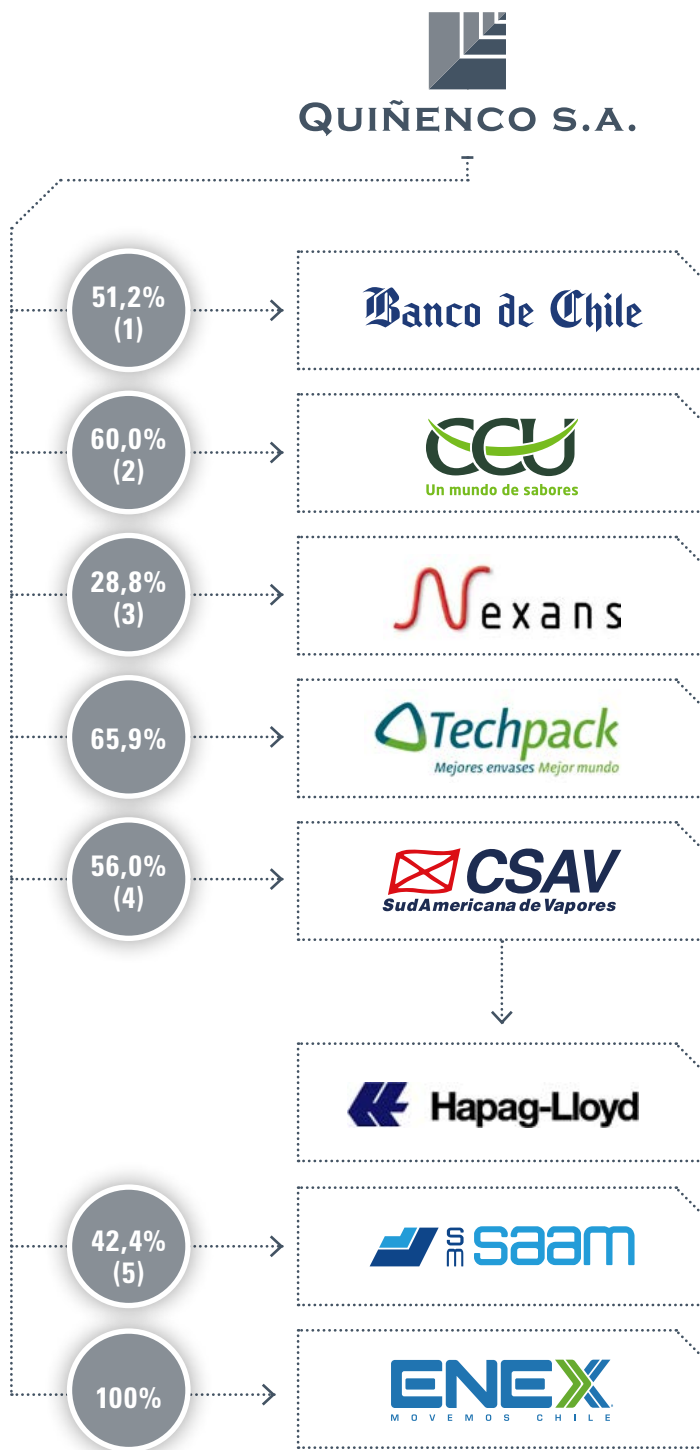 QUIÑENCO S.A.
51,2%
(1)
Banco de Chile
60,0%
(2)
CCU
Un mundo de sabores
28,8%
(3)
Nexans
65,9%
Techpack
Mejores envases Mejor mundo
56,0%
(4)
CSAV
SudAmericana de Vapores
Hapag-Lloyd
42,4%
(5)
SM saam
100%
ENEX
MOVEMOS CHILE